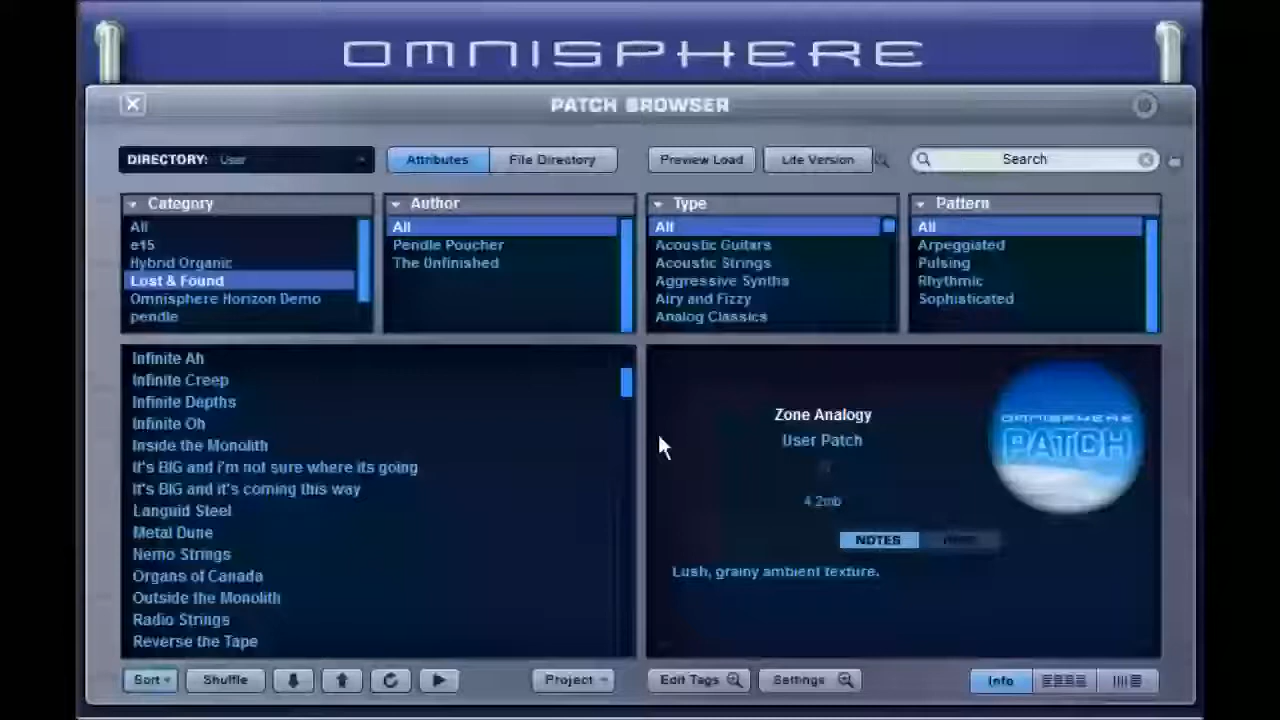 OMNISPHERE
PATCH BROWSER
DIRECTORY: User
Attributes
File Directory
Preview Load
Lite Version
Search
Category
All
e15
Hybrid Organic
Lost & Found
Omnisphere Horizon Demo
pendle
Author
All
Pendle Poucher
The Unfinished
Type
All
Acoustic Guitars
Acoustic Strings
Aggressive Synths
Airy and Fizzy
Analog Classics
Pattern
All
Arpeggiated
Pulsing
Rhythmic
Sophisticated
Infinite Ah
Infinite Creep
Infinite Depths
Infinite Oh
Inside the Monolith
It's BIG and i'm not sure where its going
It's BIG and it's coming this way
Languid Steel
Metal Dune
Nemo Strings
Organs of Canada
Outside the Monolith
Radio Strings
Reverse the Tape
Zone Analogy
User Patch
4.2mb
OMNISPHERE
PATCH
NOTES
Lush, grainy ambient texture.
Sort
Shuffle
Project
Edit Tags
Settings
Info